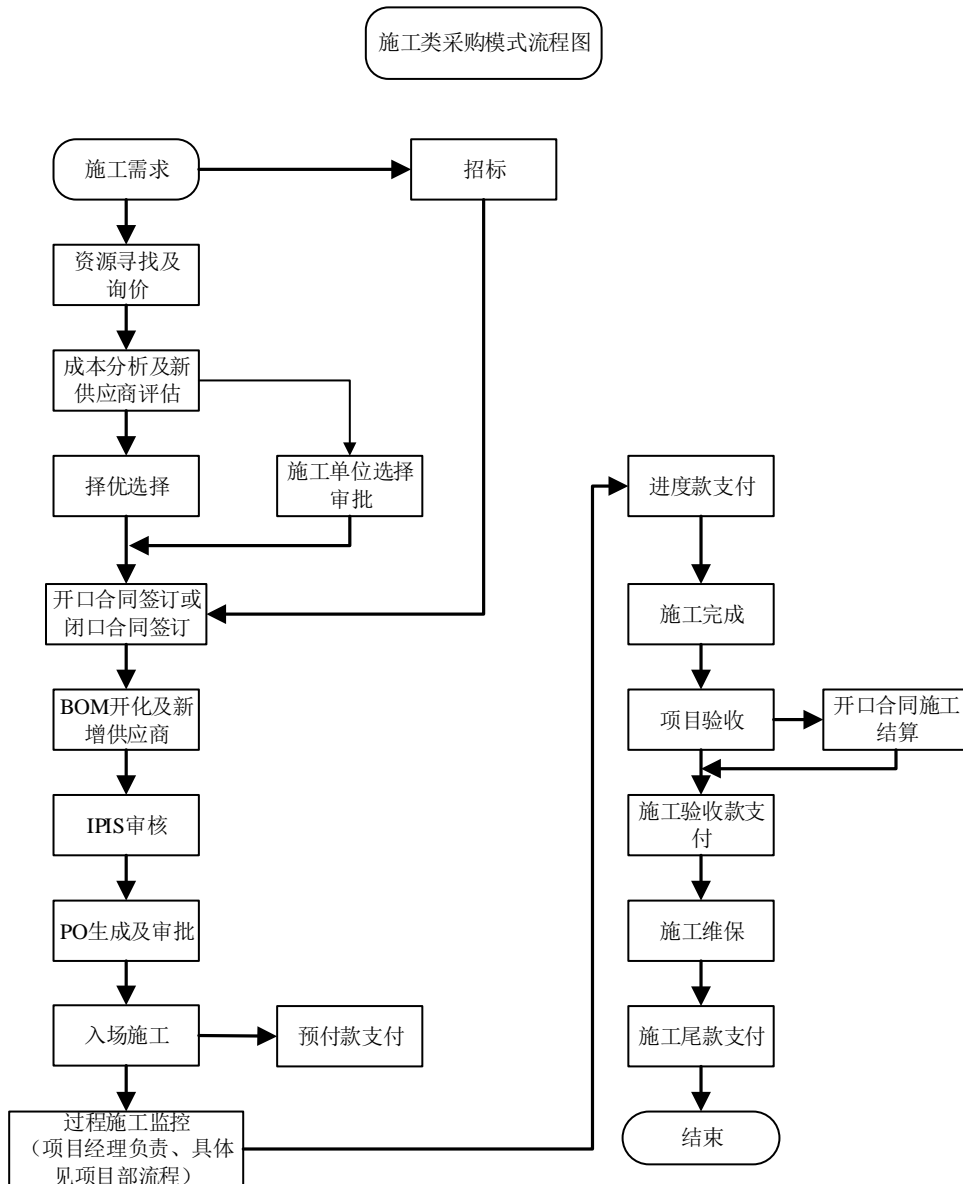 施工类采购模式流程图
施工需求
招标
资源寻找及
询价
成本分析及新
供应商评估
择优选择
施工单位选择
审批
开口合同签订或
闭口合同签订
BOM开化及新
增供应商
IPIS审核
PO生成及审批
入场施工
预付款支付
过程施工监控
（项目经理负责、具体
见项目部流程）
进度款支付
施工完成
项目验收
开口合同施工
结算
施工验收款支
付
施工维保
施工尾款支付
结束